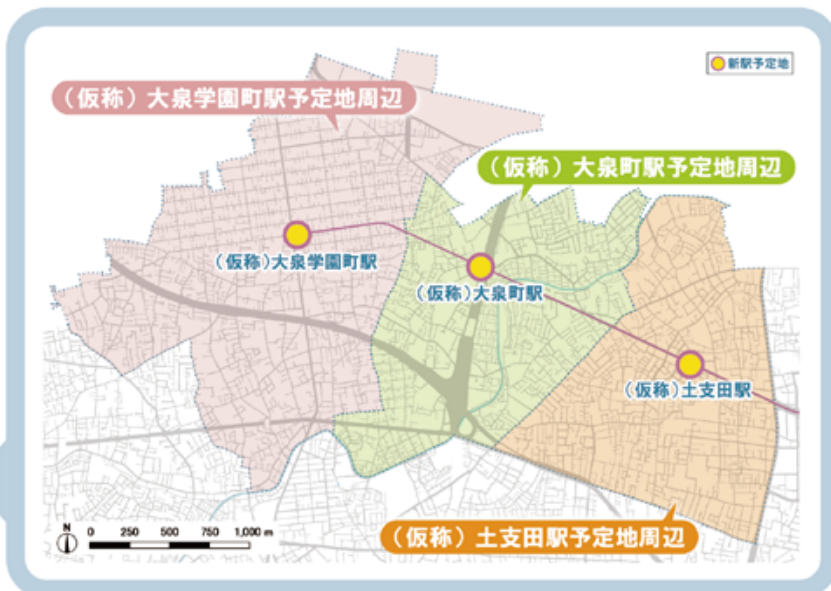 新駅予定地
（仮称）大泉学園町駅予定地周辺
（仮称）大泉町駅予定地周辺
（仮称）大泉学園町駅
（仮称）大泉町駅
（仮称）土支田駅
（仮称）土支田駅予定地周辺
N
0 250 500 750 1,000 m